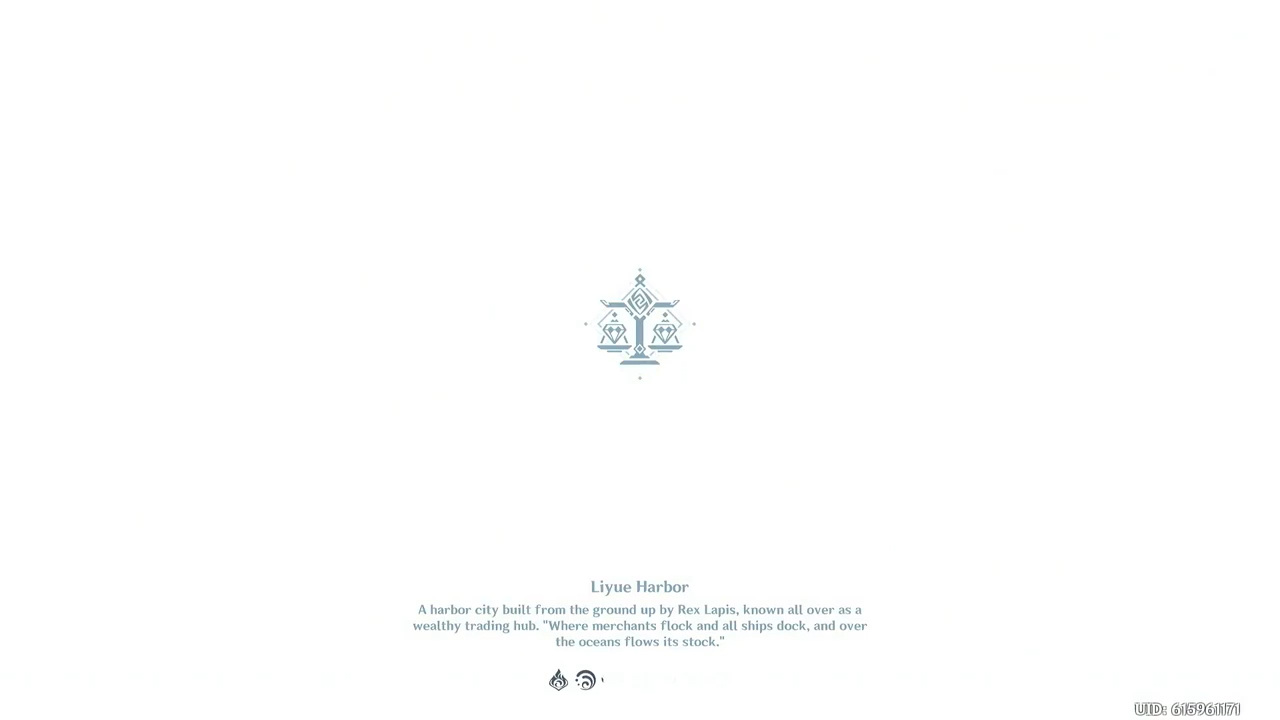 Liyue Harbor
A harbor city built from the ground up by Rex Lapis, known all over as a
wealthy trading hub. "Where merchants flock and all ships dock, and over
the oceans flows its stock."
UID: 615961171